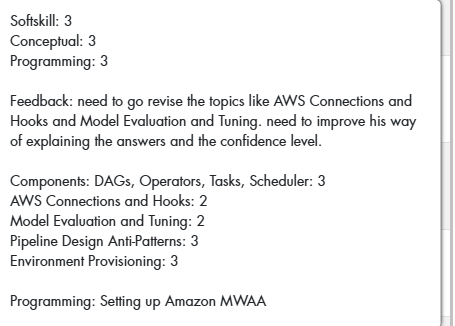 Softskill: 3
Conceptual: 3
Programming: 3
Feedback: need to go revise the topics like AWS Connections and
Hooks and Model Evaluation and Tuning. need to improve his way
of explaining the answers and the confidence level.
Components: DAGs, Operators, Tasks, Scheduler: 3
AWS Connections and Hooks: 2
Model Evaluation and Tuning: 2
Pipeline Design Anti-Patterns: 3
Environment Provisioning: 3
Programming: Setting up Amazon MWAA